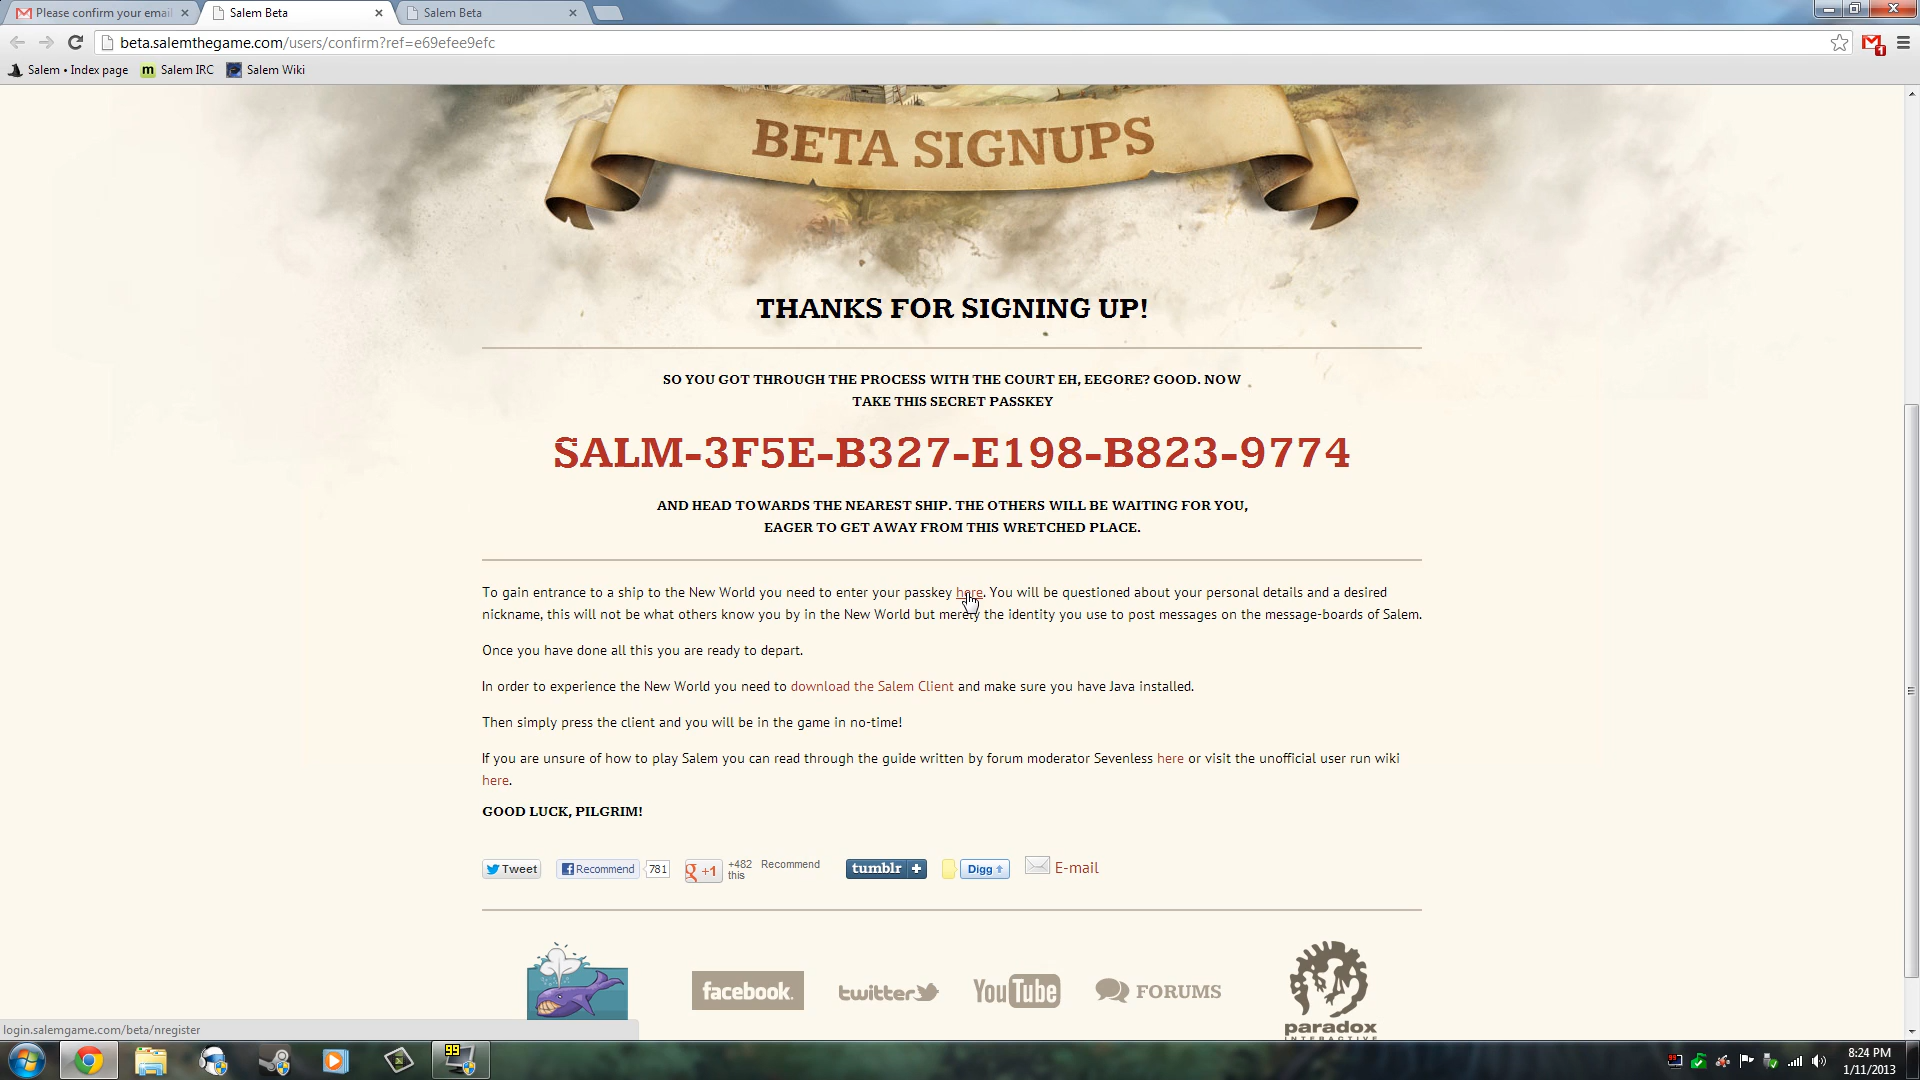 Please confirm your email
Salem Beta
Salem Beta
beta.salemthegame.com/users/confirm?ref=e69efee9efc
1
Salem • Index page
m
Salem IRC
Salem Wiki
BETA SIGNUPS
THANKS FOR SIGNING UP!
SO YOU GOT THROUGH THE PROCESS WITH THE COURT EH, EEGORE? GOOD. NOW
TAKE THIS SECRET PASSKEY
SALM-3F5E-B327-E198-B823-9774
AND HEAD TOWARDS THE NEAREST SHIP. THE OTHERS WILL BE WAITING FOR YOU,
EAGER TO GET AWAY FROM THIS WRETCHED PLACE.
To gain entrance to a ship to the New World you need to enter your passkey here. You will be questioned about your personal details and a desired
nickname, this will not be what others know you by in the New World but merely the identity you use to post messages on the message-boards of Salem.
Once you have done all this you are ready to depart.
In order to experience the New World you need to download the Salem Client and make sure you have Java installed.
Then simply press the client and you will be in the game in no-time!
If you are unsure of how to play Salem you can read through the guide written by forum moderator Sevenless here or visit the unofficial user run wiki
here.
GOOD LUCK, PILGRIM!
Tweet
Recommend
781
g +1
+482
this
Recommend
tumblr +
Digg
E-mail
facebook.
twitter
YouTube
FORUMS
paradox
INTERACTIVE
login.salemgame.com/beta/nregister
99
8:24 PM
1/11/2013